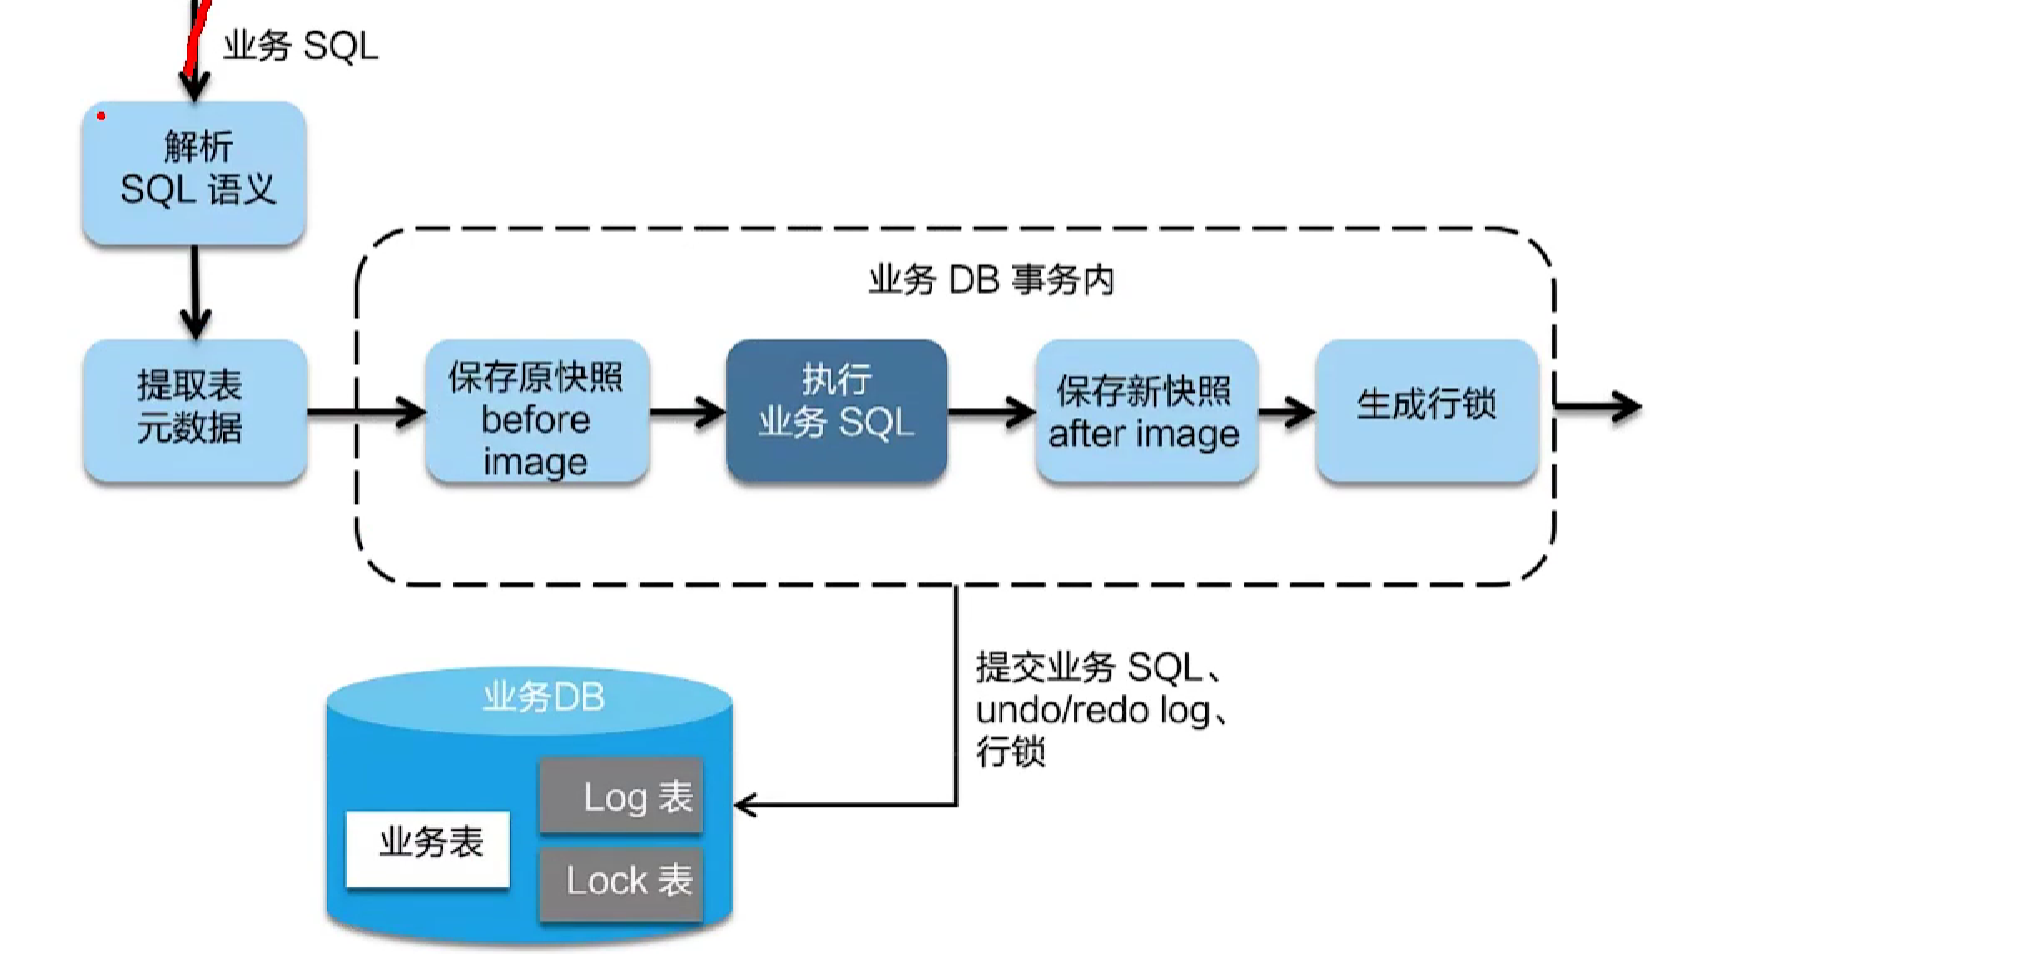 业务 SQL
解析
SQL 语义
业务 DB 事务内
提取表
元数据
保存原快照
before
image
执行
业务 SQL
保存新快照
after image
生成行锁
提交业务 SQL、
undo/redo log、
行锁
业务DB
Log 表
业务表
Lock 表